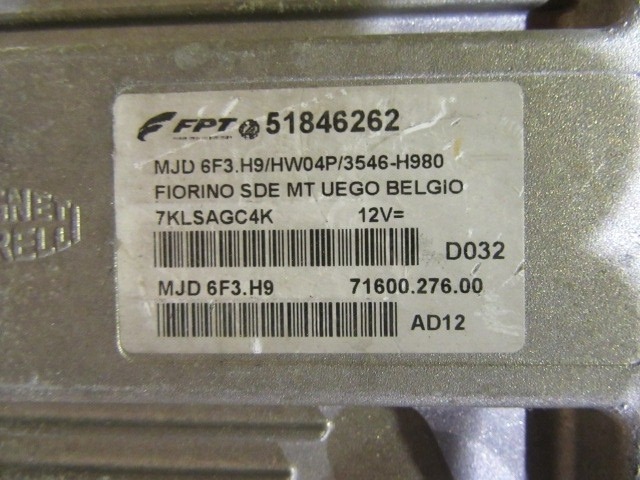 FPT 51846262
MJD 6F3.H9/HW04P/3546-H980
FIORINO SDE MT UEGO BELGIO
7KLSAGC4K 12V=
D032
MJD 6F3.H9 71600.276.00
AD12